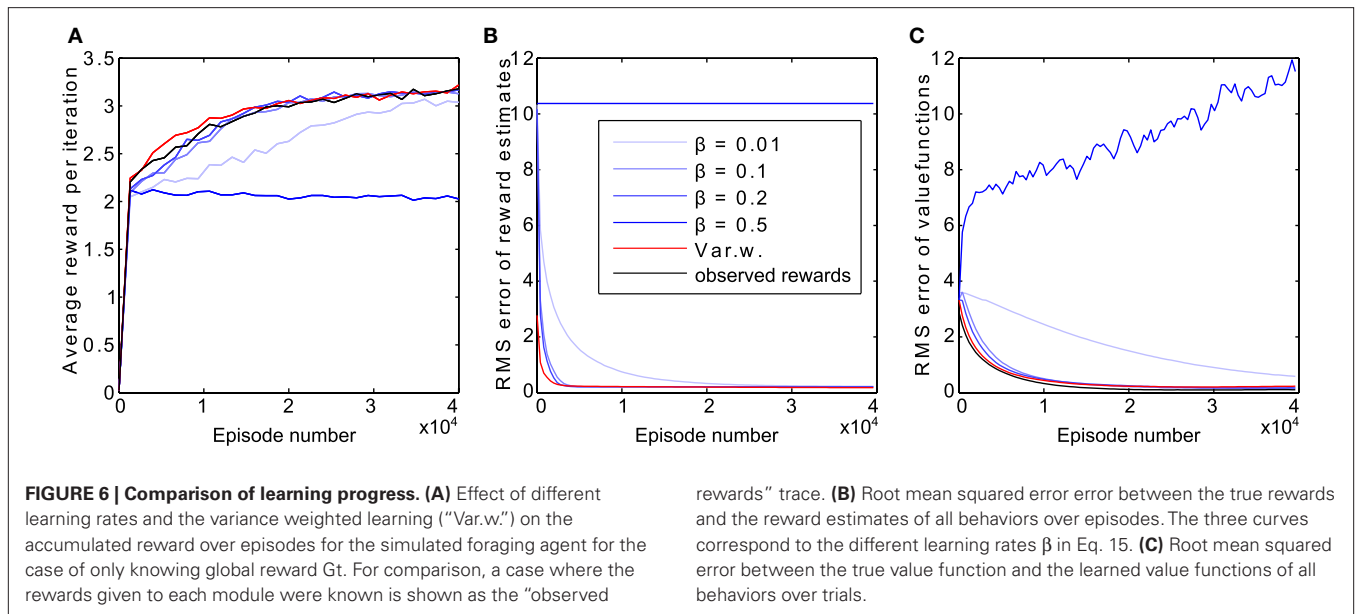 A
Average reward per iteration
3.5
3
2.5
2
1.5
1
0.5
0
0 1 2 3 4
x10⁴
Episode number
B
RMS error of reward estimates
12
10
8
6
4
2
0
β = 0.01
β = 0.1
β = 0.2
β = 0.5
Var.w.
observed rewards
0 1 2 3 4
x10⁴
Episode number
C
RMS error of valuefunctions
12
10
8
6
4
2
0
0 1 2 3 4
x10⁴
Episode number
FIGURE 6 | Comparison of learning progress. (A) Effect of different
learning rates and the variance weighted learning (“Var.w.”) on the
accumulated reward over episodes for the simulated foraging agent for the
case of only knowing global reward Gt. For comparison, a case where the
rewards given to each module were known is shown as the “observed
rewards” trace. (B) Root mean squared error error between the true rewards
and the reward estimates of all behaviors over episodes. The three curves
correspond to the different learning rates β in Eq. 15. (C) Root mean squared
error between the true value function and the learned value functions of all
behaviors over trials.